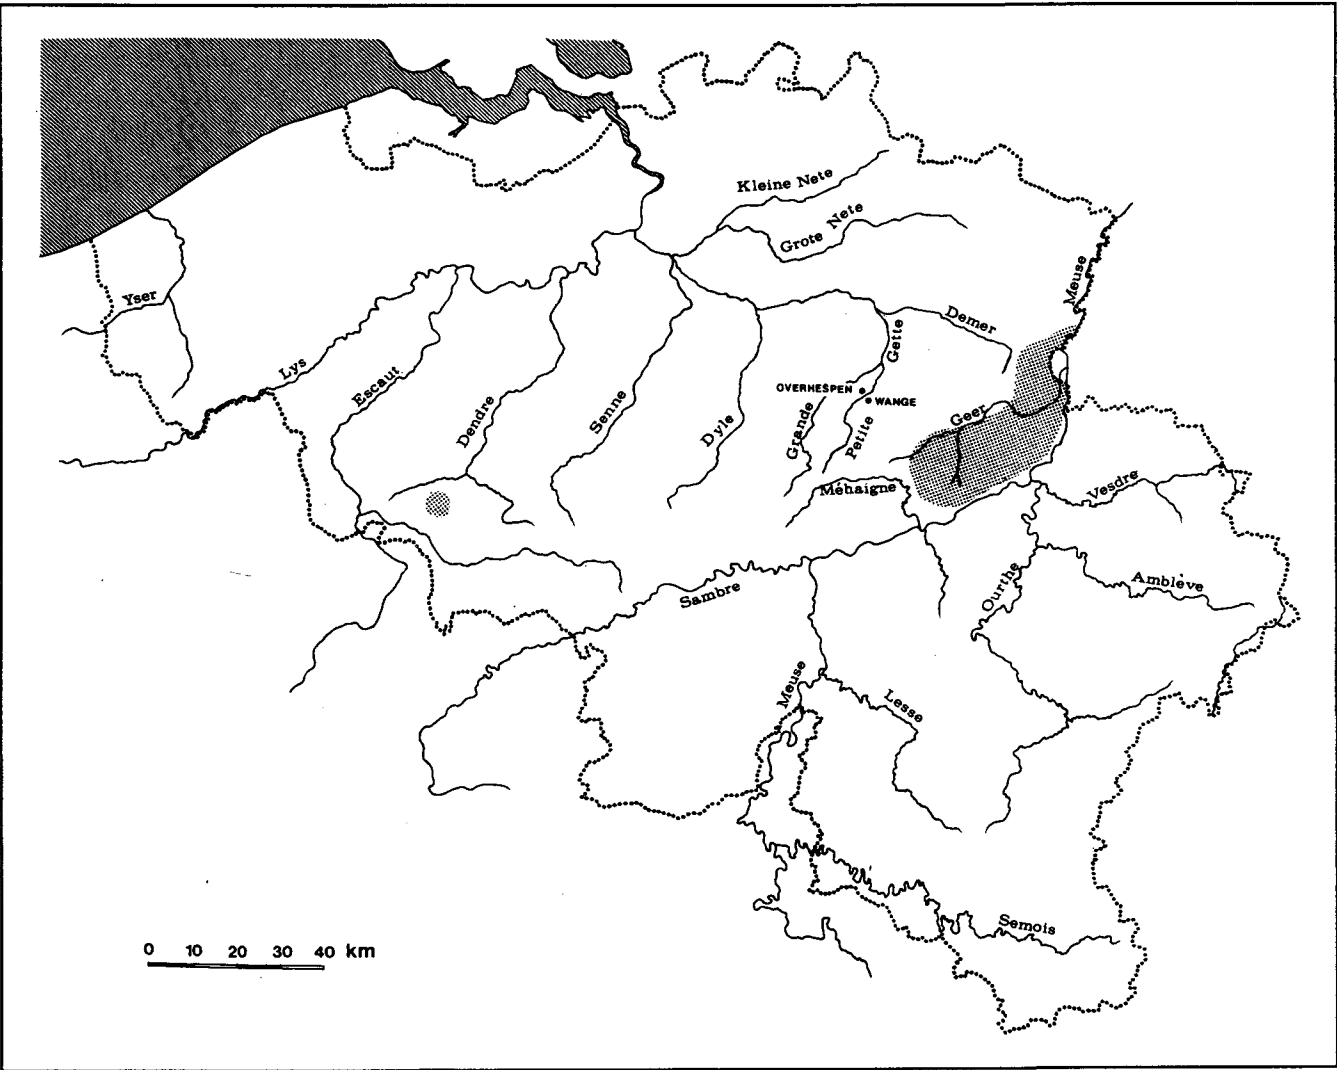 Kleine Nete
Grote Nete
Meuse
Yser
Demer
Gette
Lys
Escaut
OVERHESPEN
WANGE
Dendre
Senne
Dyle
Grande
Petite
Geer
Méhaigne
Vesdre
Ourthe
Amblève
Sambre
Meuse
Lesse
Semois
0 10 20 30 40 km